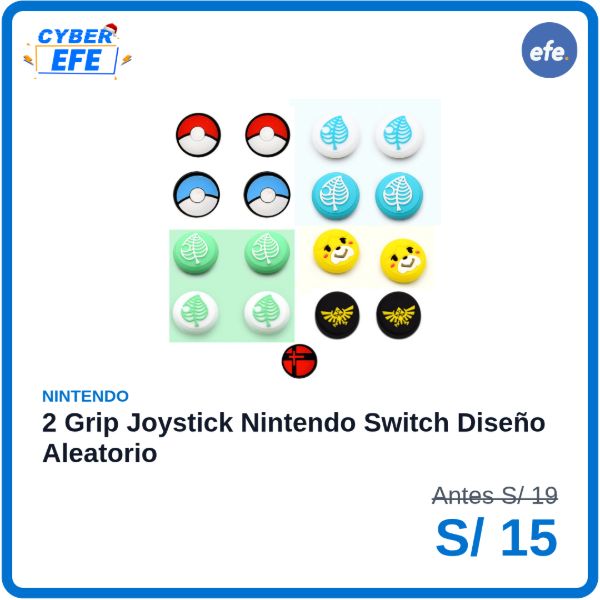 CYBER
EFE
efe.
NINTENDO
2 Grip Joystick Nintendo Switch Diseño
Aleatorio
Antes S/ 19
S/ 15